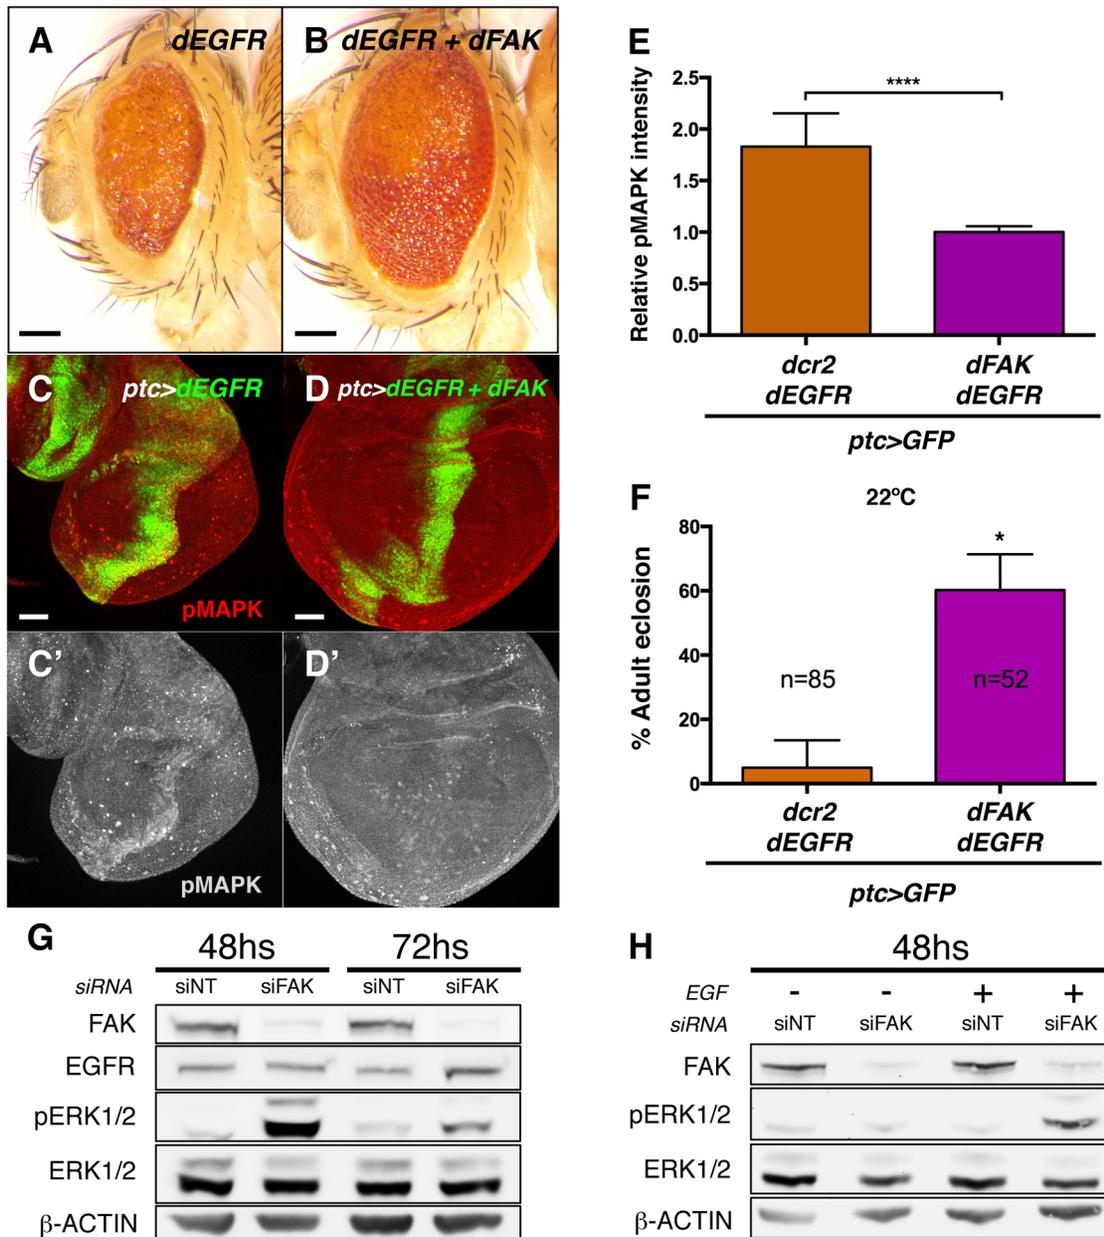 A dEGFR
B dEGFR + dFAK
C ptc>dEGFR
D ptc>dEGFR + dFAK
pMAPK
C’
D’
pMAPK
E
Relative pMAPK intensity
2.5
2.0
1.5
1.0
0.5
0.0
****
dcr2 dFAK
dEGFR dEGFR
ptc>GFP
F
22ºC
% Adult eclosion
80
60
40
20
0
*
n=85 n=52
dcr2 dFAK
dEGFR dEGFR
ptc>GFP
G
48hs 72hs
siRNA siNT siFAK siNT siFAK
FAK
EGFR
pERK1/2
ERK1/2
β-ACTIN
H
48hs
EGF - - + +
siRNA siNT siFAK siNT siFAK
FAK
pERK1/2
ERK1/2
β-ACTIN